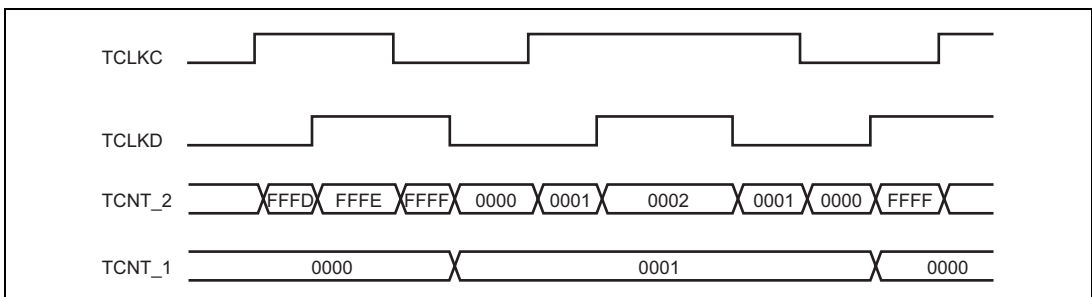 TCLKC
TCLKD
TCNT_2 FFFD FFFE FFFF 0000 0001 0002 0001 0000 FFFF
TCNT_1 0000 0001 0000